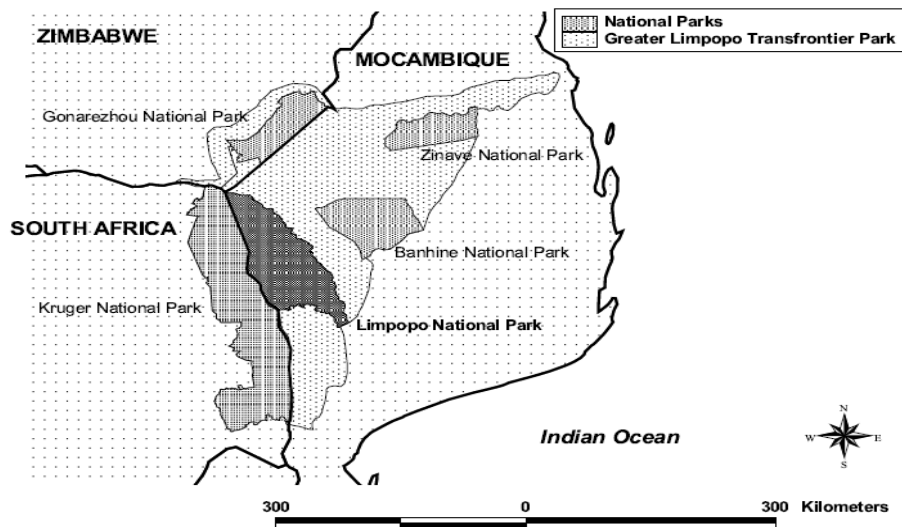 National Parks
Greater Limpopo Transfrontier Park
ZIMBABWE
MOCAMBIQUE
Gonarezhou National Park
Zinave National Park
SOUTH AFRICA
Banhine National Park
Kruger National Park
Limpopo National Park
Indian Ocean
N
W E
S
300 0 300 Kilometers